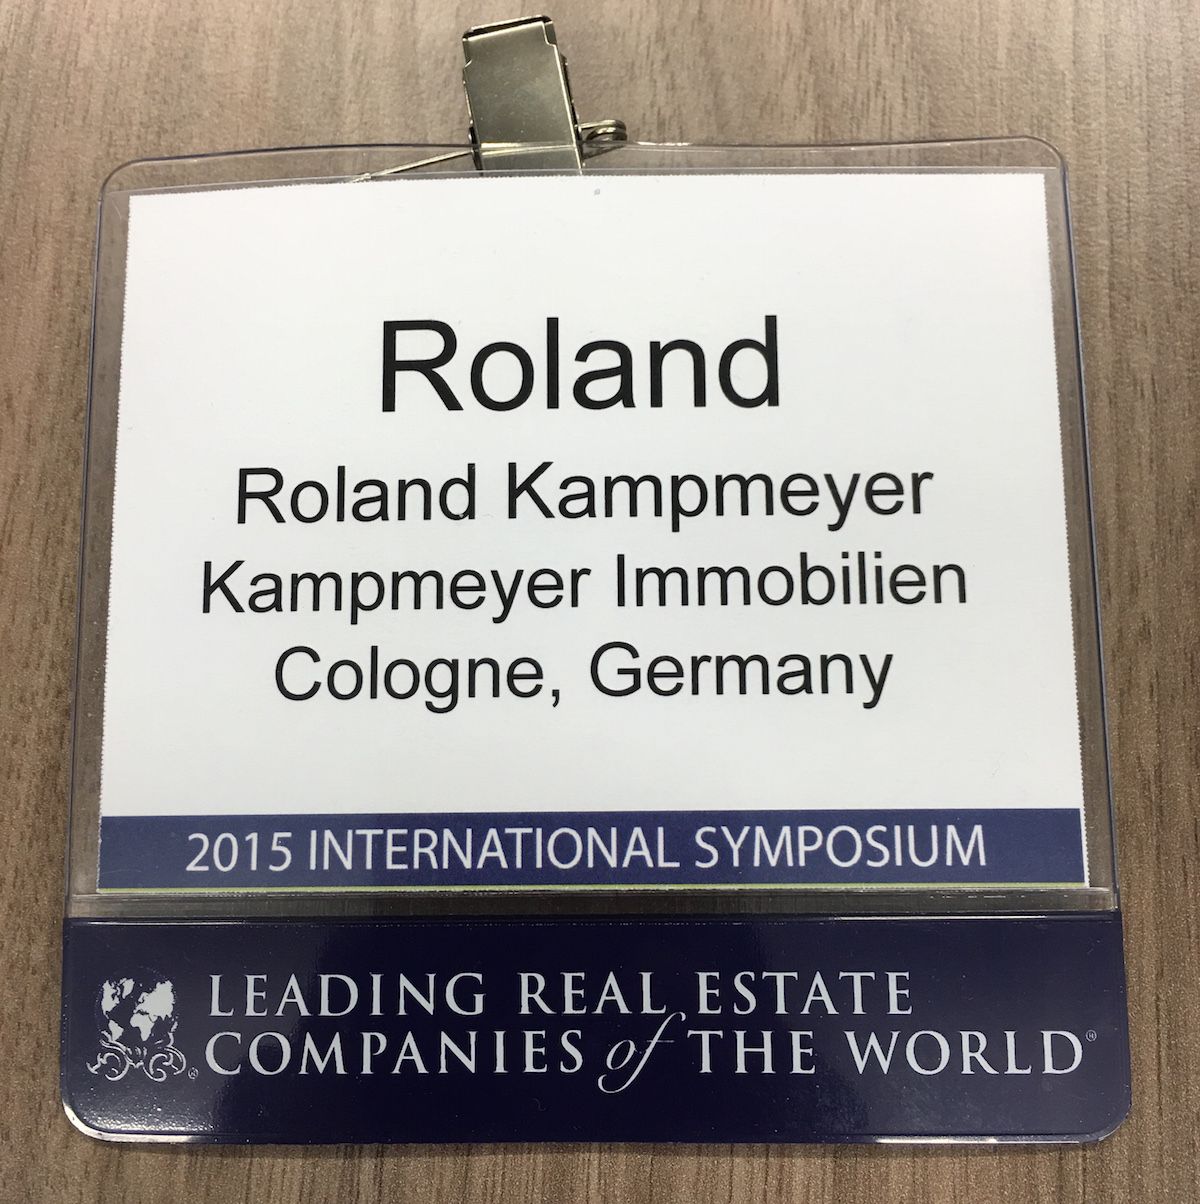 Roland
Roland Kampmeyer
Kampmeyer Immobilien
Cologne, Germany
2015 INTERNATIONAL SYMPOSIUM
LEADING REAL ESTATE
COMPANIES of THE WORLD®